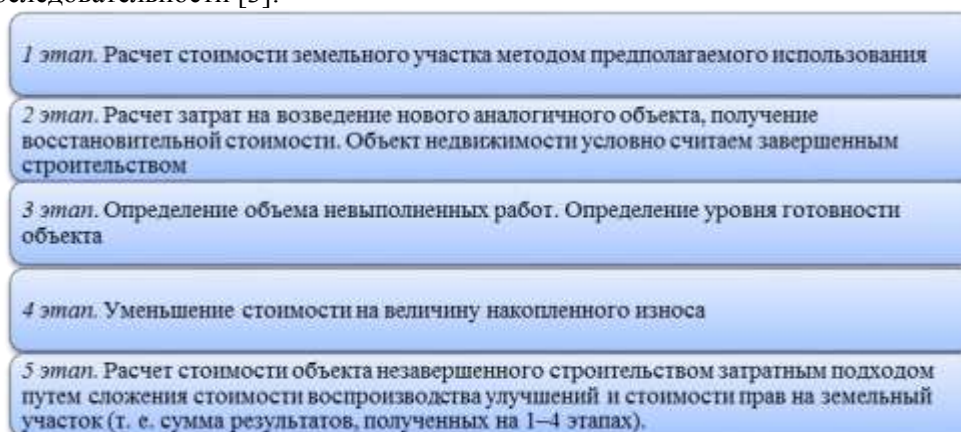 следовательности [5].
1 этап. Расчет стоимости земельного участка методом предполагаемого использования
2 этап. Расчет затрат на возведение нового аналогичного объекта, получение
восстановительной стоимости. Объект недвижимости условно считаем завершенным
строительством
3 этап. Определение объема невыполненных работ. Определение уровня готовности
объекта
4 этап. Уменьшение стоимости на величину накопленного износа
5 этап. Расчет стоимости объекта незавершенного строительством затратным подходом
путем сложения стоимости воспроизводства улучшений и стоимости прав на земельный
участок (т. е. сумма результатов, полученных на 1–4 этапах).